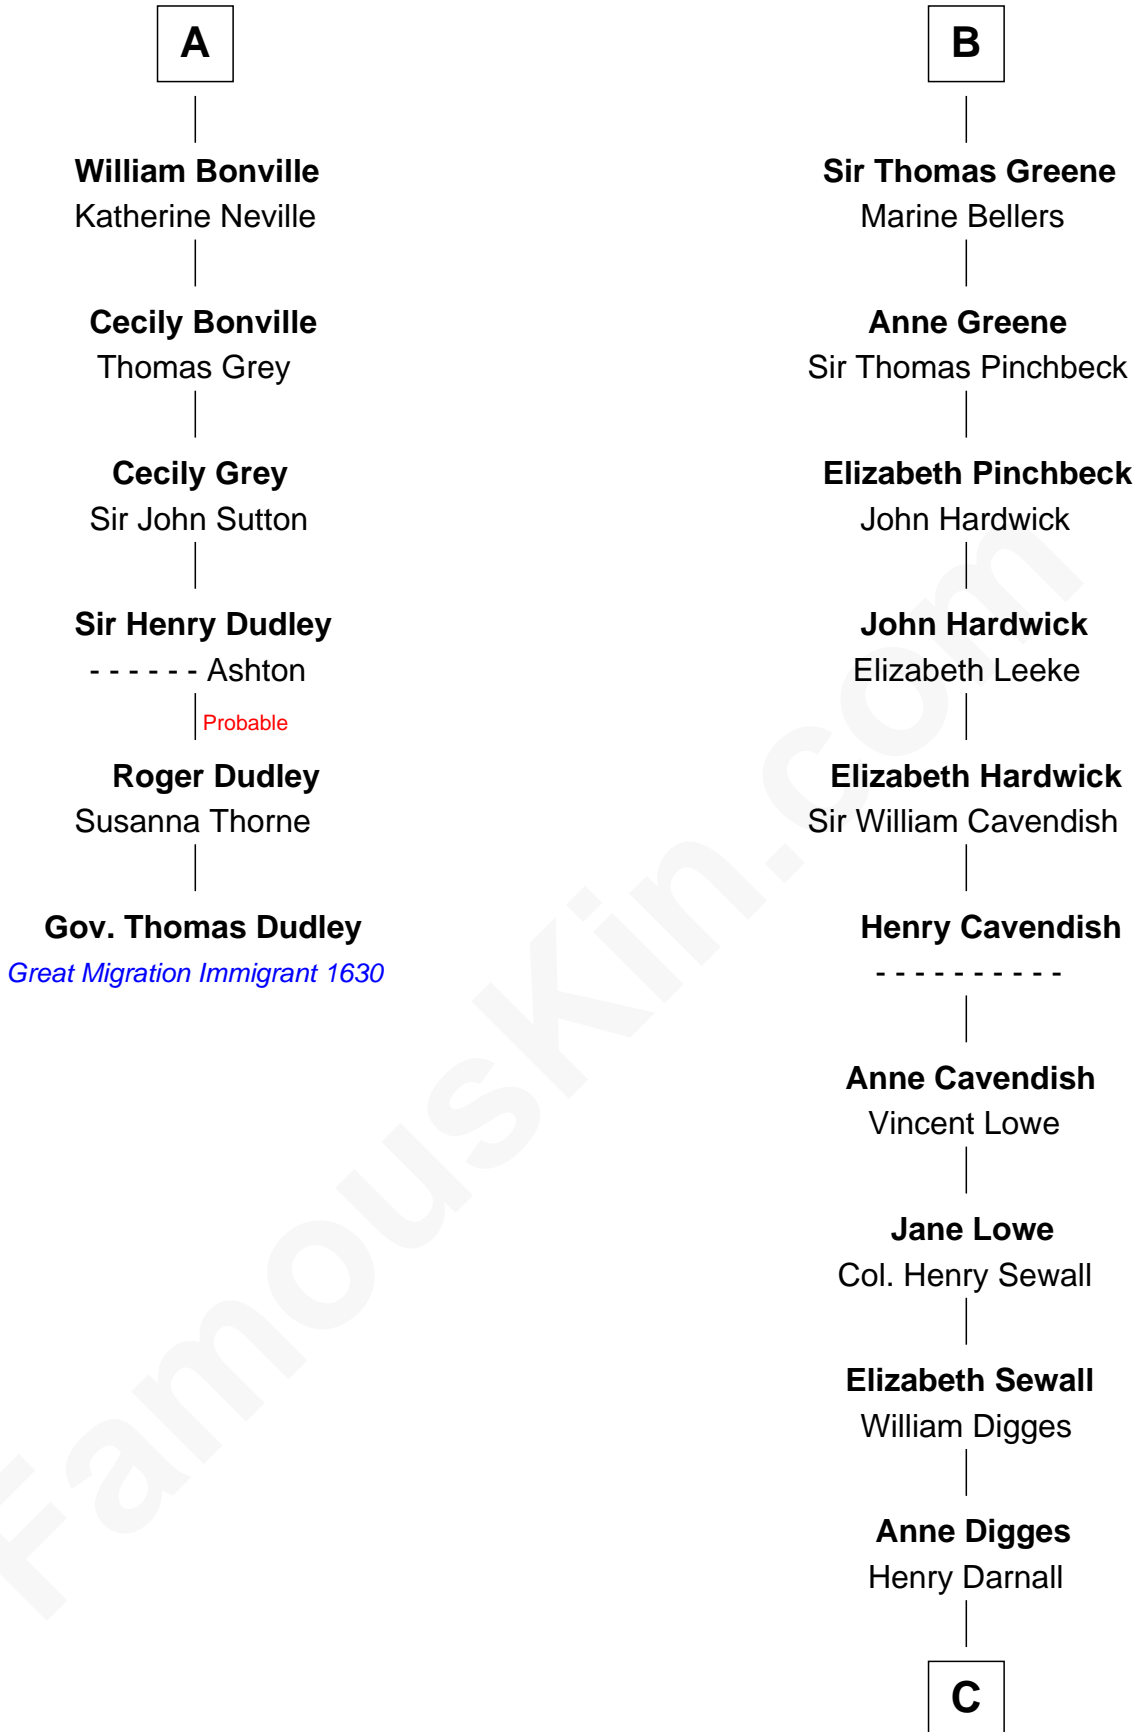 A
William Bonville
Katherine Neville
Cecily Bonville
Thomas Grey
Cecily Grey
Sir John Sutton
Sir Henry Dudley
- - - - - - Ashton
Probable
Roger Dudley
Susanna Thorne
Gov. Thomas Dudley
Great Migration Immigrant 1630
B
Sir Thomas Greene
Marine Bellers
Anne Greene
Sir Thomas Pinchbeck
Elizabeth Pinchbeck
John Hardwick
John Hardwick
Elizabeth Leeke
Elizabeth Hardwick
Sir William Cavendish
Henry Cavendish
- - - - - - - - - -
Anne Cavendish
Vincent Lowe
Jane Lowe
Col. Henry Sewall
Elizabeth Sewall
William Digges
Anne Digges
Henry Darnall
C
FamousKin.com